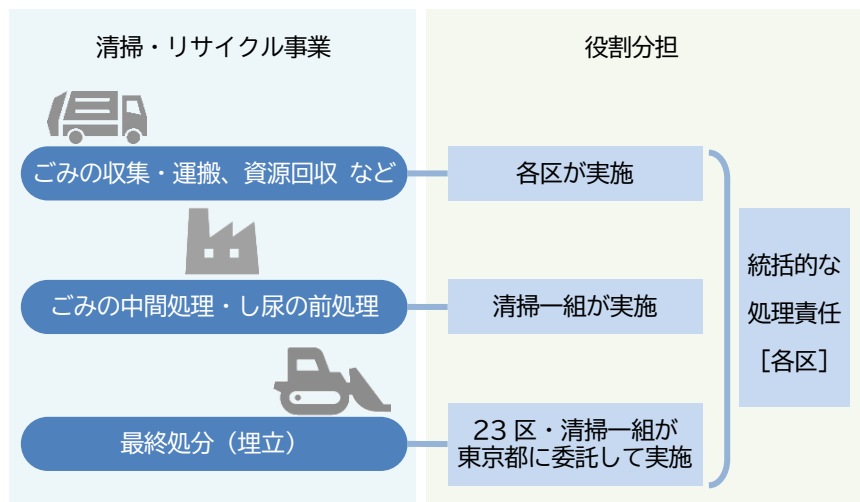 清掃・リサイクル事業
役割分担
ごみの収集・運搬、資源回収 など
各区が実施
ごみの中間処理・し尿の前処理
清掃一組が実施
最終処分（埋立）
23 区・清掃一組が
東京都に委託して実施
統括的な
処理責任
［各区］